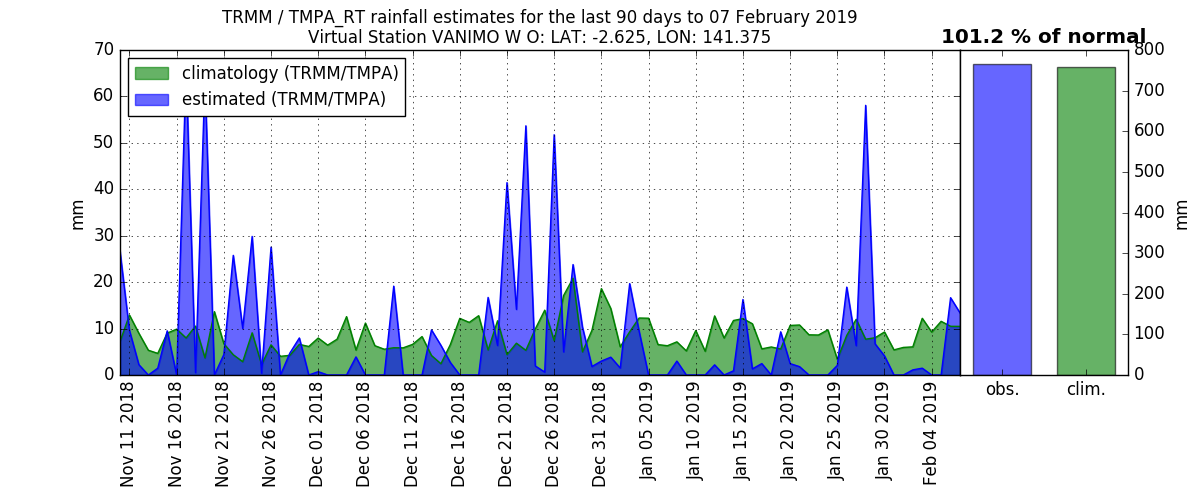 TRMM / TMPA_RT rainfall estimates for the last 90 days to 07 February 2019
Virtual Station VANIMO W O: LAT: -2.625, LON: 141.375
101.2 % of normal
climatology (TRMM/TMPA)
estimated (TRMM/TMPA)
70
60
50
40
30
20
10
0
mm
Nov 11 2018
Nov 16 2018
Nov 21 2018
Nov 26 2018
Dec 01 2018
Dec 06 2018
Dec 11 2018
Dec 16 2018
Dec 21 2018
Dec 26 2018
Dec 31 2018
Jan 05 2019
Jan 10 2019
Jan 15 2019
Jan 20 2019
Jan 25 2019
Jan 30 2019
Feb 04 2019
obs.
clim.
800
700
600
500
400
300
200
100
0
mm